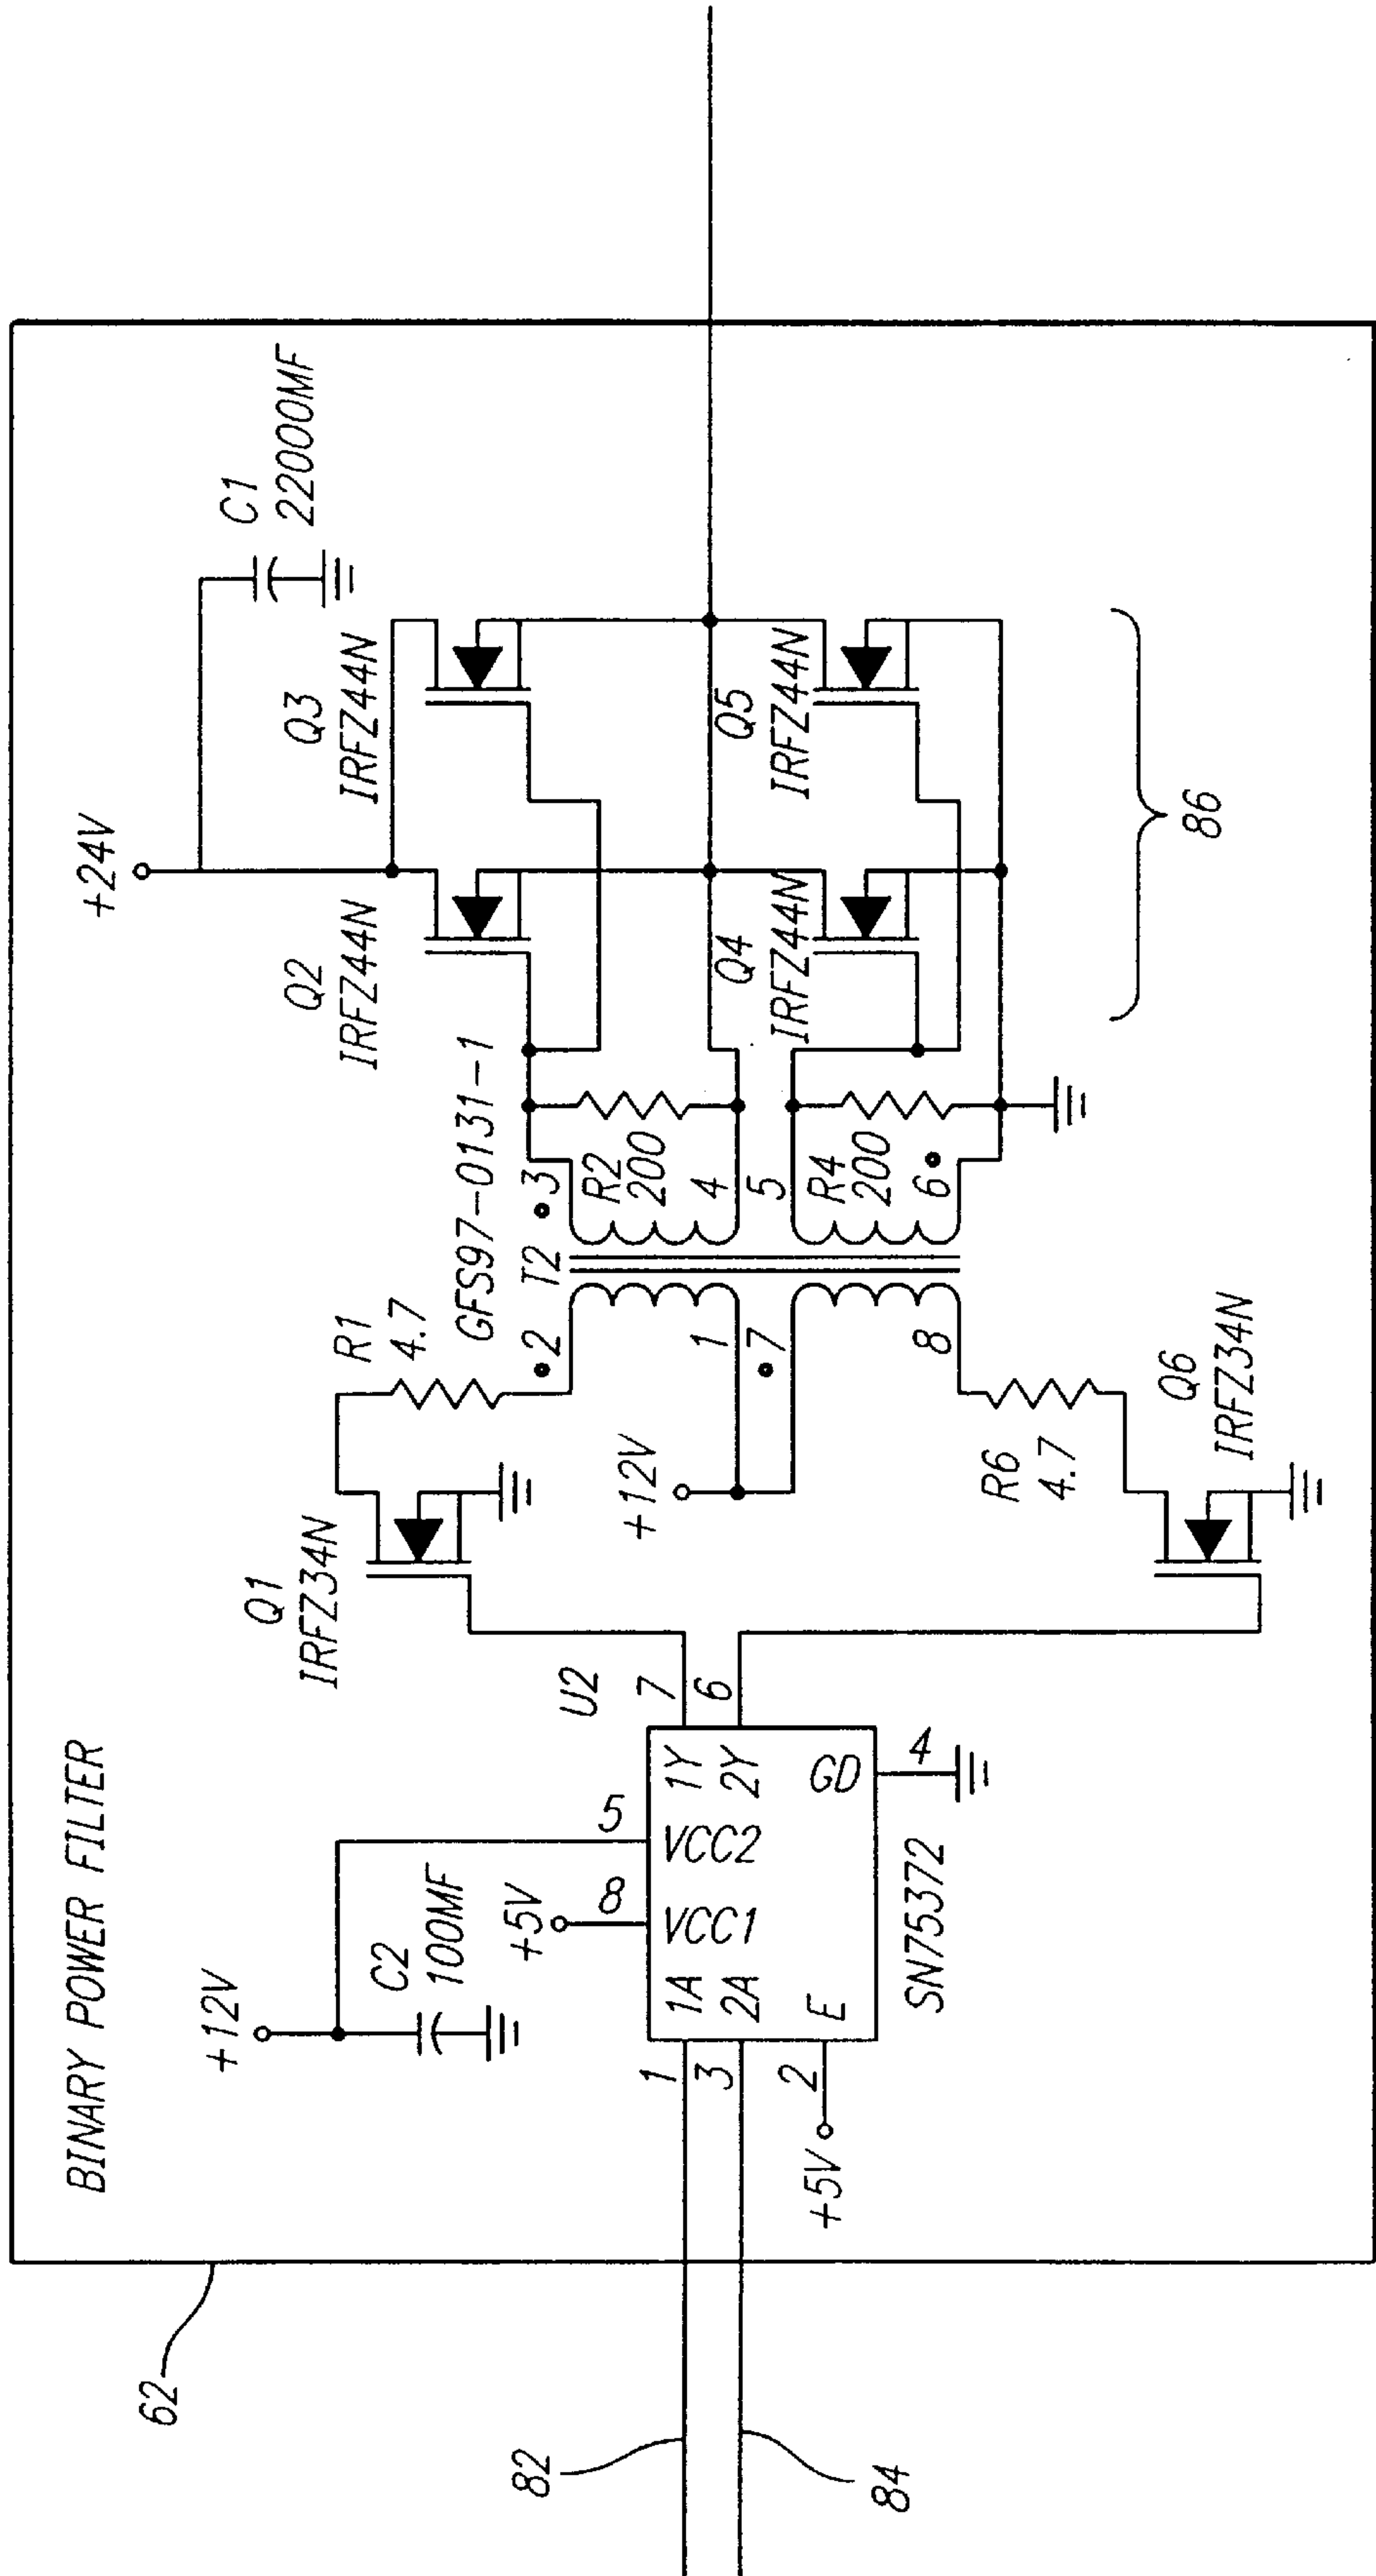 BINARY POWER FILTER
62
82
84
+12V
C2
100MF
+5V
8
5
1
3
2
+5V
1A
2A
E
VCC1
VCC2
1Y
2Y
GD
7
6
4
U2
SN75372
Q1
IRFZ34N
R1
4.7
+12V
R6
4.7
Q6
IRFZ34N
GFS97-0131-1
T2
2
1
7
8
3
4
5
6
R2
200
R4
200
+24V
C1
22000MF
Q2
IRFZ44N
Q3
IRFZ44N
Q4
IRFZ44N
Q5
IRFZ44N
86